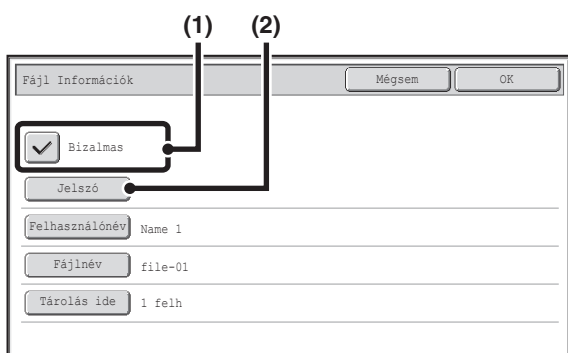 (1) (2)
Fájl Információk Mégsem OK
Bizalmas
Jelszó
Felhasználónév Name 1
Fájlnév file-01
Tárolás ide 1 felh